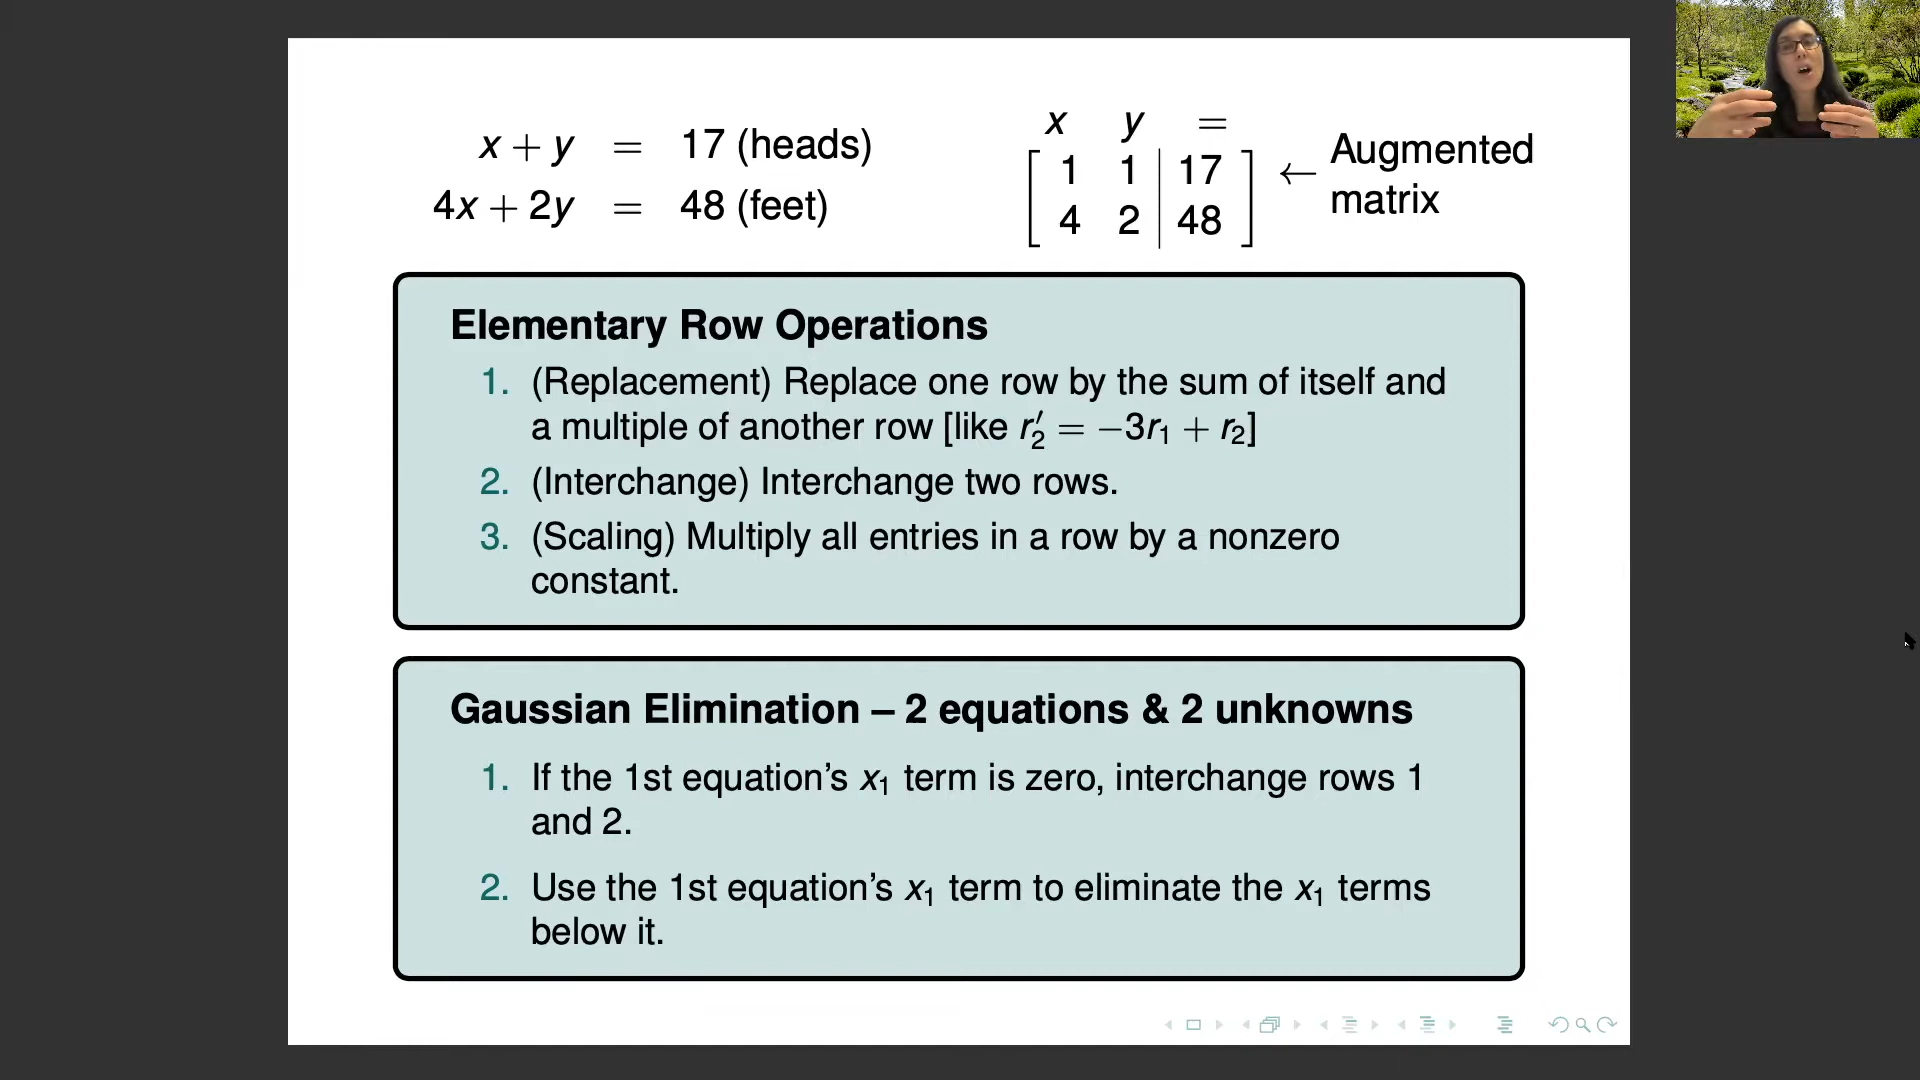 x + y = 17 (heads)
4x + 2y = 48 (feet)
x y =
1 1 17
4 2 48
← Augmented
matrix
Elementary Row Operations
1. (Replacement) Replace one row by the sum of itself and
a multiple of another row [like r₂′ = −3r₁ + r₂]
2. (Interchange) Interchange two rows.
3. (Scaling) Multiply all entries in a row by a nonzero
constant.
Gaussian Elimination – 2 equations & 2 unknowns
1. If the 1st equation’s x₁ term is zero, interchange rows 1
and 2.
2. Use the 1st equation’s x₁ term to eliminate the x₁ terms
below it.